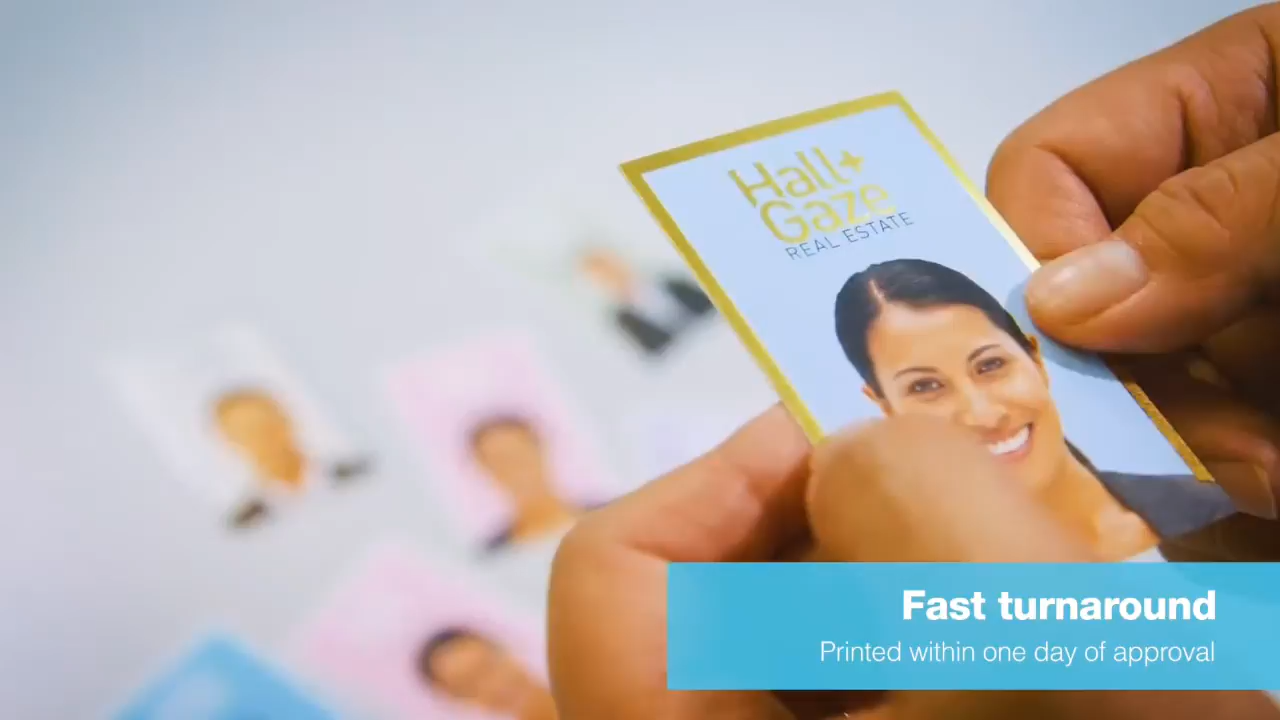 Hall+
Gaze
REAL ESTATE
Fast turnaround
Printed within one day of approval